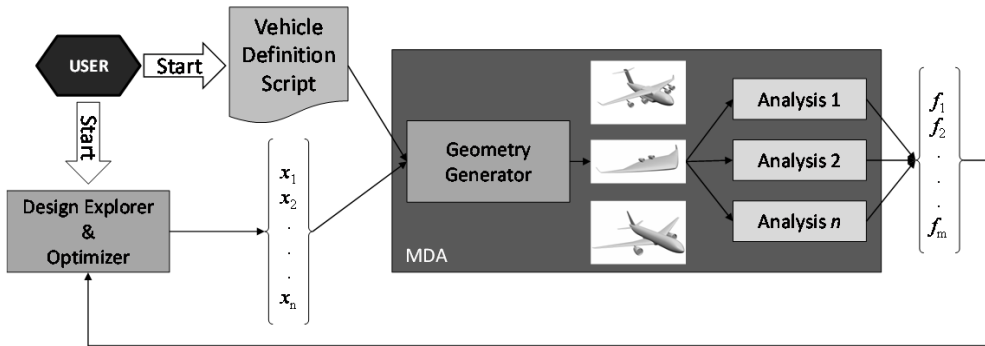 USER
Start
Vehicle
Definition
Script
Start
Design Explorer
&
Optimizer
x1
x2
.
.
.
xn
Geometry
Generator
MDA
Analysis 1
Analysis 2
Analysis n
f1
f2
.
.
.
fm